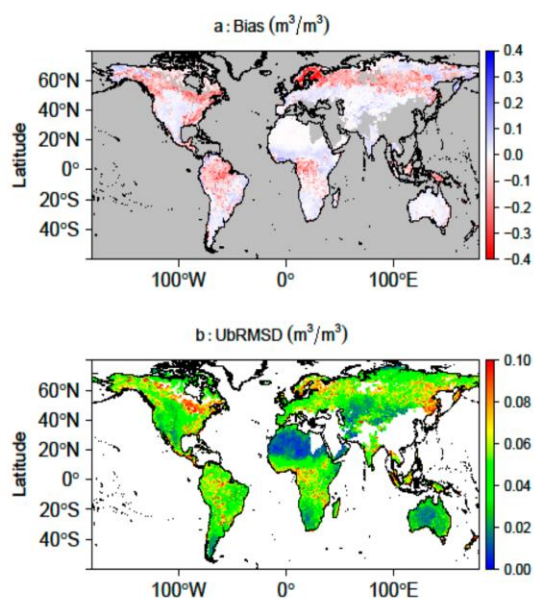 a : Bias (m³/m³)
60°N
40°N
20°N
0°
20°S
40°S
Latitude
100°W 0° 100°E
0.4
0.3
0.2
0.1
0.0
−0.1
−0.2
−0.3
−0.4
b : UbRMSD (m³/m³)
60°N
40°N
20°N
0°
20°S
40°S
Latitude
100°W 0° 100°E
0.10
0.08
0.06
0.04
0.02
0.00